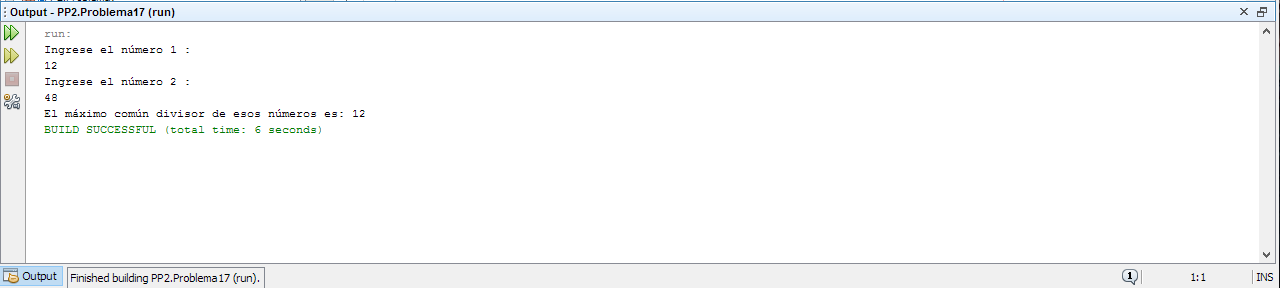 Output - PP2.Problema17 (run)
run:
Ingrese el número 1 :
12
Ingrese el número 2 :
48
El máximo común divisor de esos números es: 12
BUILD SUCCESSFUL (total time: 6 seconds)
Output
Finished building PP2.Problema17 (run).
1
1:1
INS